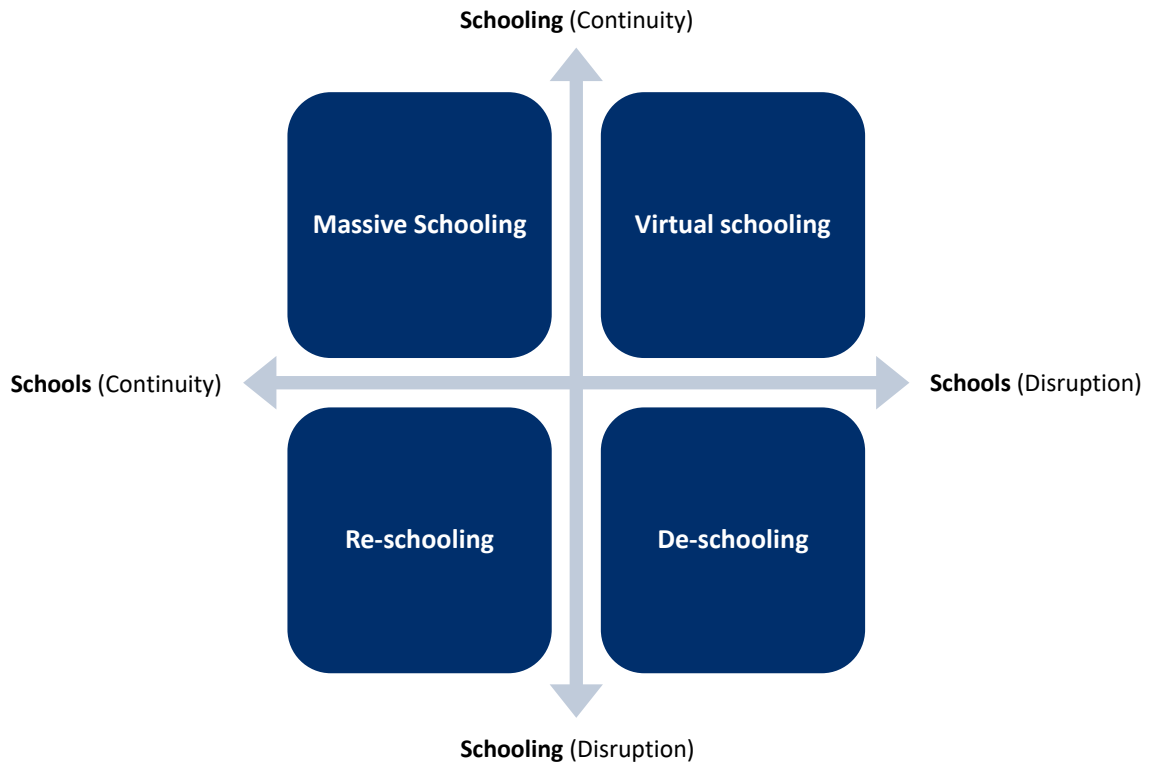 Schooling (Continuity)
Massive Schooling
Virtual schooling
Schools (Continuity)
Schools (Disruption)
Re-schooling
De-schooling
Schooling (Disruption)